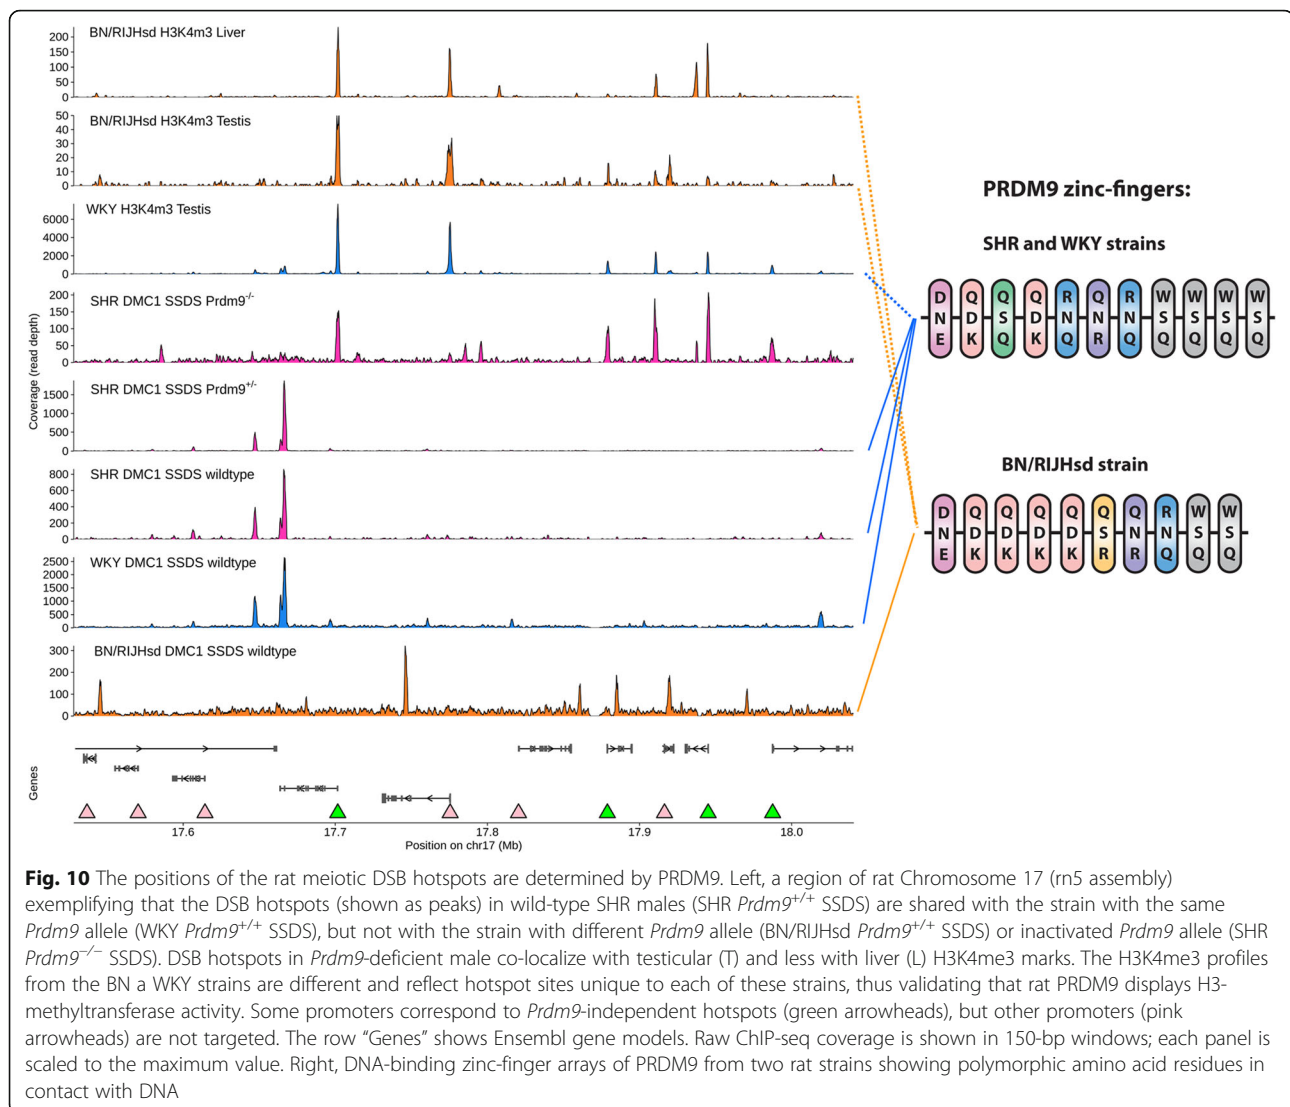 BN/RIJHsd H3K4m3 Liver
200
150
100
50
0
BN/RIJHsd H3K4m3 Testis
50
40
30
20
10
0
WKY H3K4m3 Testis
6000
4000
2000
0
SHR DMC1 SSDS Prdm9-/-
200
150
100
50
0
SHR DMC1 SSDS Prdm9+/-
1500
1000
500
0
SHR DMC1 SSDS wildtype
800
600
400
200
0
WKY DMC1 SSDS wildtype
2500
2000
1500
1000
500
0
BN/RIJHsd DMC1 SSDS wildtype
300
200
100
0
Coverage (read depth)
Genes
17.6 17.7 17.8 17.9 18.0
Position on chr17 (Mb)
PRDM9 zinc-fingers:
SHR and WKY strains
D Q Q Q R Q R W W W W
N D S D N N N S S S S
E K Q K Q R Q Q Q Q Q
BN/RIJHsd strain
D Q Q Q Q Q Q R W W
N D D D D S N N S S
E K K K K R R Q Q Q
Fig. 10 The positions of the rat meiotic DSB hotspots are determined by PRDM9. Left, a region of rat Chromosome 17 (rn5 assembly)
exemplifying that the DSB hotspots (shown as peaks) in wild-type SHR males (SHR Prdm9+/+ SSDS) are shared with the strain with the same
Prdm9 allele (WKY Prdm9+/+ SSDS), but not with the strain with different Prdm9 allele (BN/RIJHsd Prdm9+/+ SSDS) or inactivated Prdm9 allele (SHR
Prdm9−/− SSDS). DSB hotspots in Prdm9-deficient male co-localize with testicular (T) and less with liver (L) H3K4me3 marks. The H3K4me3 profiles
from the BN a WKY strains are different and reflect hotspot sites unique to each of these strains, thus validating that rat PRDM9 displays H3-
methyltransferase activity. Some promoters correspond to Prdm9-independent hotspots (green arrowheads), but other promoters (pink
arrowheads) are not targeted. The row “Genes” shows Ensembl gene models. Raw ChIP-seq coverage is shown in 150-bp windows; each panel is
scaled to the maximum value. Right, DNA-binding zinc-finger arrays of PRDM9 from two rat strains showing polymorphic amino acid residues in
contact with DNA